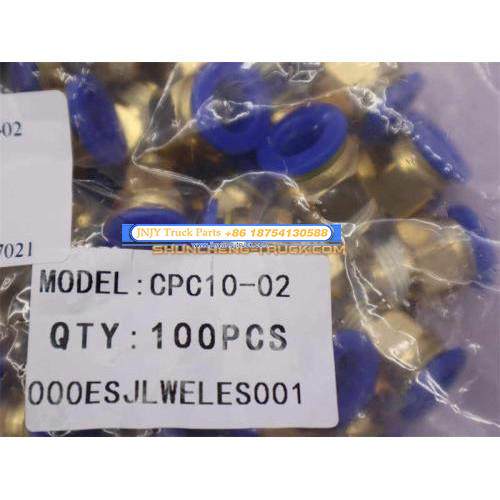 -02
7021
JNJY Truck Parts +86 18754130588
SHUNCHENG-TRUCK.COM
MODEL:CPC10-02
QTY:100PCS
000ESJLWELES001